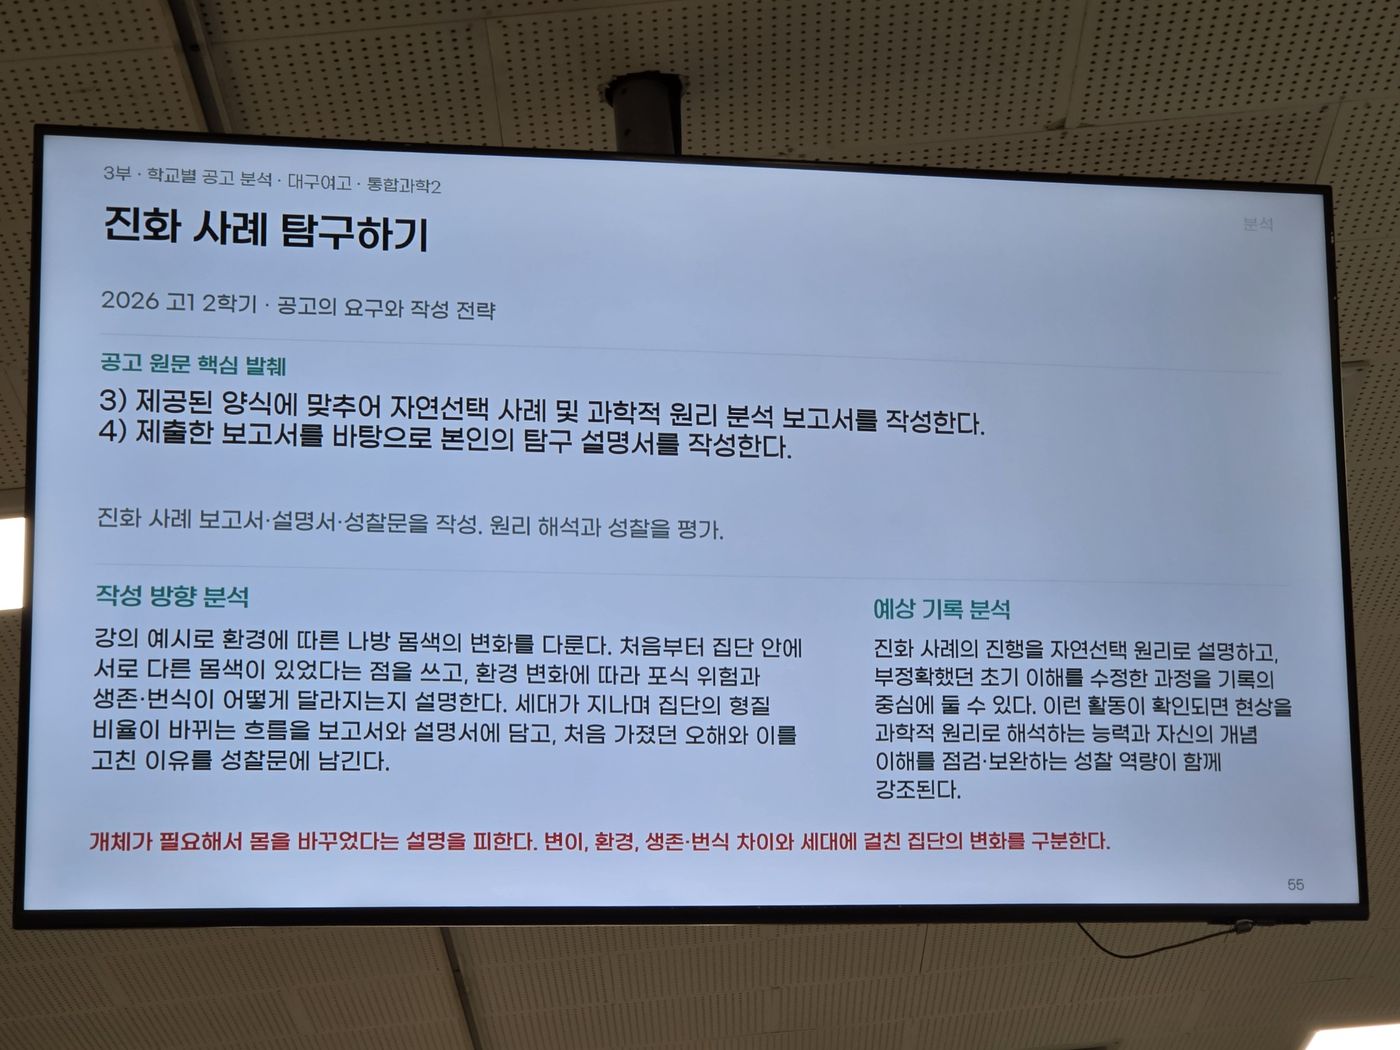 3부 · 학교별 공고 분석 · 대구여고 · 통합과학2
진화 사례 탐구하기
분석
2026 고1 2학기 · 공고의 요구와 작성 전략
공고 원문 핵심 발췌
3) 제공된 양식에 맞추어 자연선택 사례 및 과학적 원리 분석 보고서를 작성한다.
4) 제출한 보고서를 바탕으로 본인의 탐구 설명서를 작성한다.
진화 사례 보고서·설명서·성찰문을 작성. 원리 해석과 성찰을 평가.
작성 방향 분석
강의 예시로 환경에 따른 나방 몸색의 변화를 다룬다. 처음부터 집단 안에
서로 다른 몸색이 있었다는 점을 쓰고, 환경 변화에 따라 포식 위험과
생존·번식이 어떻게 달라지는지 설명한다. 세대가 지나며 집단의 형질
비율이 바뀌는 흐름을 보고서와 설명서에 담고, 처음 가졌던 오해와 이를
고친 이유를 성찰문에 남긴다.
예상 기록 분석
진화 사례의 진행을 자연선택 원리로 설명하고,
부정확했던 초기 이해를 수정한 과정을 기록의
중심에 둘 수 있다. 이런 활동이 확인되면 현상을
과학적 원리로 해석하는 능력과 자신의 개념
이해를 점검·보완하는 성찰 역량이 함께
강조된다.
개체가 필요해서 몸을 바꾸었다는 설명을 피한다. 변이, 환경, 생존·번식 차이와 세대에 걸친 집단의 변화를 구분한다.
55